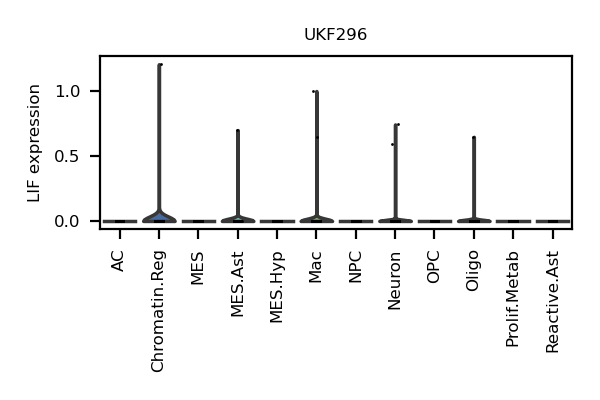 UKF296
LIF expression
1.0
0.5
0.0
AC
Chromatin.Reg
MES
MES.Ast
MES.Hyp
Mac
NPC
Neuron
OPC
Oligo
Prolif.Metab
Reactive.Ast